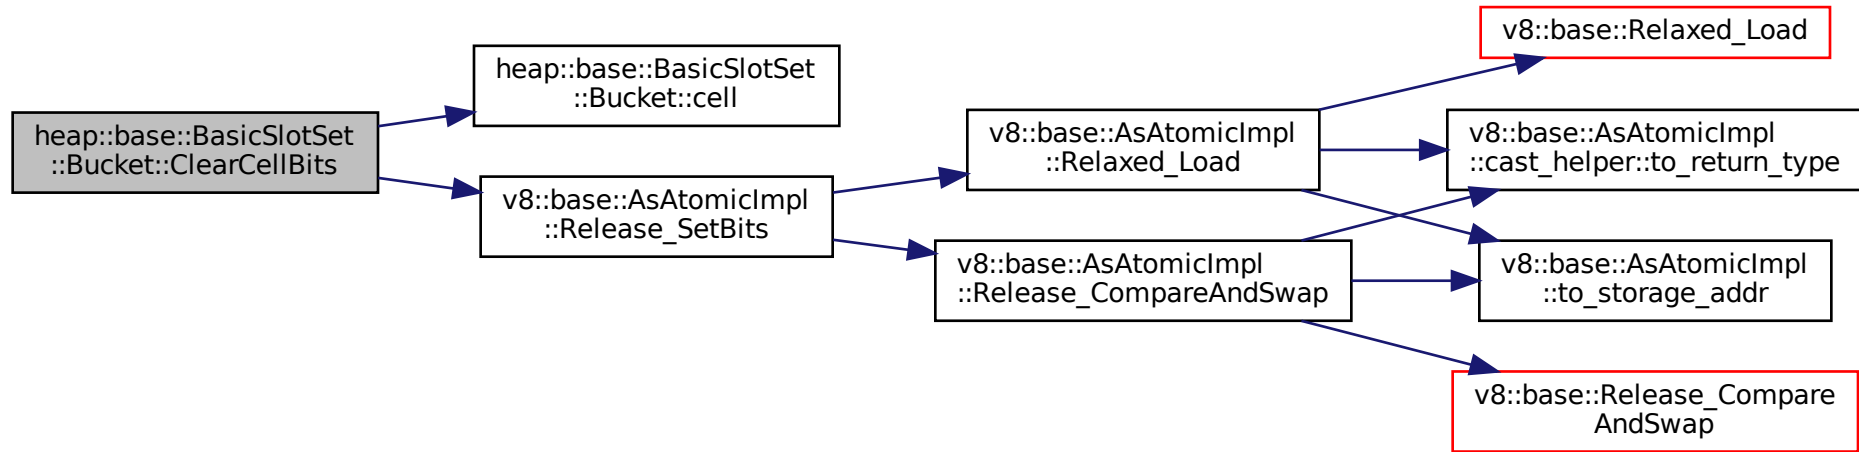 heap::base::BasicSlotSet
::Bucket::ClearCellBits
heap::base::BasicSlotSet
::Bucket::cell
v8::base::AsAtomicImpl
::Release_SetBits
v8::base::AsAtomicImpl
::Relaxed_Load
v8::base::AsAtomicImpl
::Release_CompareAndSwap
v8::base::Relaxed_Load
v8::base::AsAtomicImpl
::cast_helper::to_return_type
v8::base::AsAtomicImpl
::to_storage_addr
v8::base::Release_Compare
AndSwap